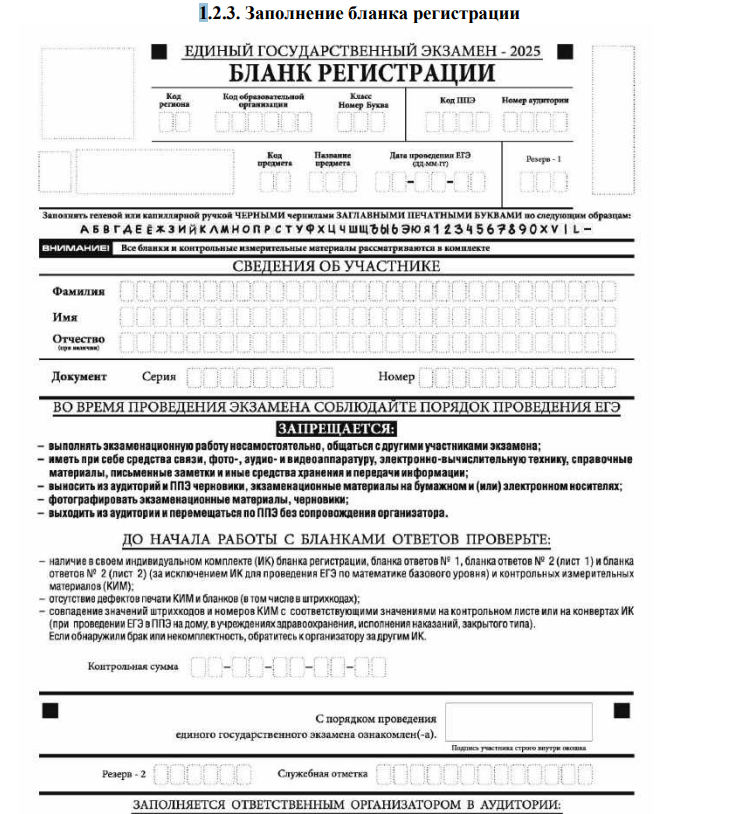 1.2.3. Заполнение бланка регистрации
ЕДИНЫЙ ГОСУДАРСТВЕННЫЙ ЭКЗАМЕН - 2025
БЛАНК РЕГИСТРАЦИИ
Код региона
Код образовательной организации
Класс Номер Буква
Код ППЭ
Номер аудитории
Код предмета
Название предмета
Дата проведения ЕГЭ (ДД-ММ-ГГ)
Резерв - 1
Заполнять гелевой или капиллярной ручкой ЧЕРНЫМИ чернилами ЗАГЛАВНЫМИ ПЕЧАТНЫМИ БУКВАМИ по следующим образцам:
А Б В Г Д Е Ё Ж З И Й К Л М Н О П Р С Т У Ф Х Ц Ч Ш Щ Ъ Ы Ь Э Ю Я 1 2 3 4 5 6 7 8 9 0 X V I L -
ВНИМАНИЕ! Все бланки и контрольные измерительные материалы рассматриваются в комплекте
СВЕДЕНИЯ ОБ УЧАСТНИКЕ
Фамилия
Имя
Отчество
(при наличии)
Документ Серия Номер
ВО ВРЕМЯ ПРОВЕДЕНИЯ ЭКЗАМЕНА СОБЛЮДАЙТЕ ПОРЯДОК ПРОВЕДЕНИЯ ЕГЭ
ЗАПРЕЩАЕТСЯ:
– выполнять экзаменационную работу несамостоятельно, общаться с другими участниками экзамена;
– иметь при себе средства связи, фото-, аудио- и видеоаппаратуру, электронно-вычислительную технику, справочные
материалы, письменные заметки и иные средства хранения и передачи информации;
– выносить из аудиторий и ППЭ черновики, экзаменационные материалы на бумажном и (или) электронном носителях;
– фотографировать экзаменационные материалы, черновики;
– выходить из аудитории и перемещаться по ППЭ без сопровождения организатора.
ДО НАЧАЛА РАБОТЫ С БЛАНКАМИ ОТВЕТОВ ПРОВЕРЬТЕ:
– наличие в своем индивидуальном комплекте (ИК) бланка регистрации, бланка ответов № 1, бланка ответов № 2 (лист 1) и бланка
ответов № 2 (лист 2) (за исключением ИК для проведения ЕГЭ по математике базового уровня) и контрольных измерительных
материалов (КИМ);
– отсутствие дефектов печати КИМ и бланков (в том числе в штрихкодах);
– совпадение значений штрихкодов и номеров КИМ с соответствующими значениями на контрольном листе или на конвертах ИК
(при проведении ЕГЭ в ППЭ на дому, в учреждениях здравоохранения, исполнения наказаний, закрытого типа).
Если обнаружили брак или некомплектность, обратитесь к организатору за другим ИК.
Контрольная сумма
С порядком проведения
единого государственного экзамена ознакомлен(-а).
Подпись участника строго внутри окошка
Резерв - 2 Служебная отметка
ЗАПОЛНЯЕТСЯ ОТВЕТСТВЕННЫМ ОРГАНИЗАТОРОМ В АУДИТОРИИ: